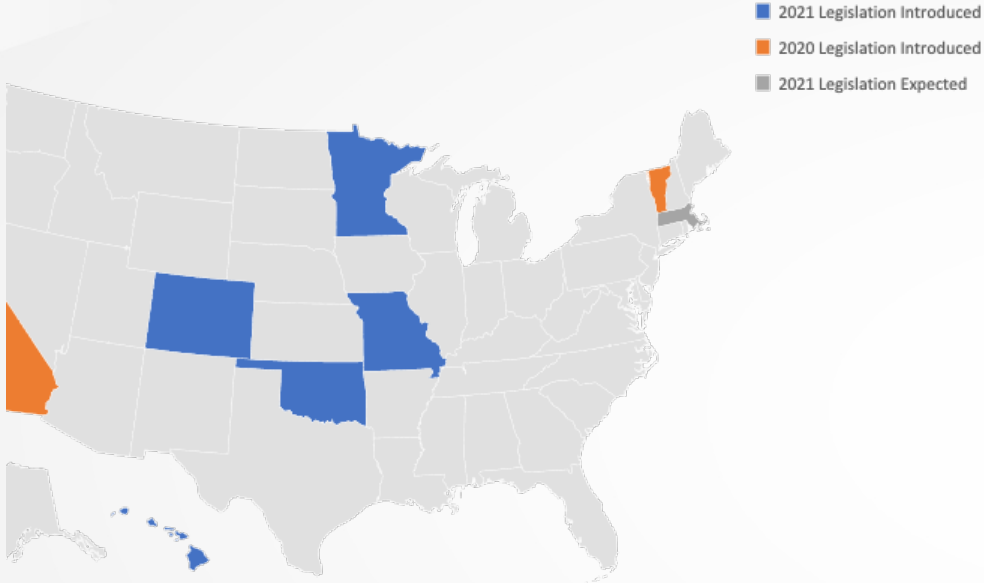 2021 Legislation Introduced
2020 Legislation Introduced
2021 Legislation Expected